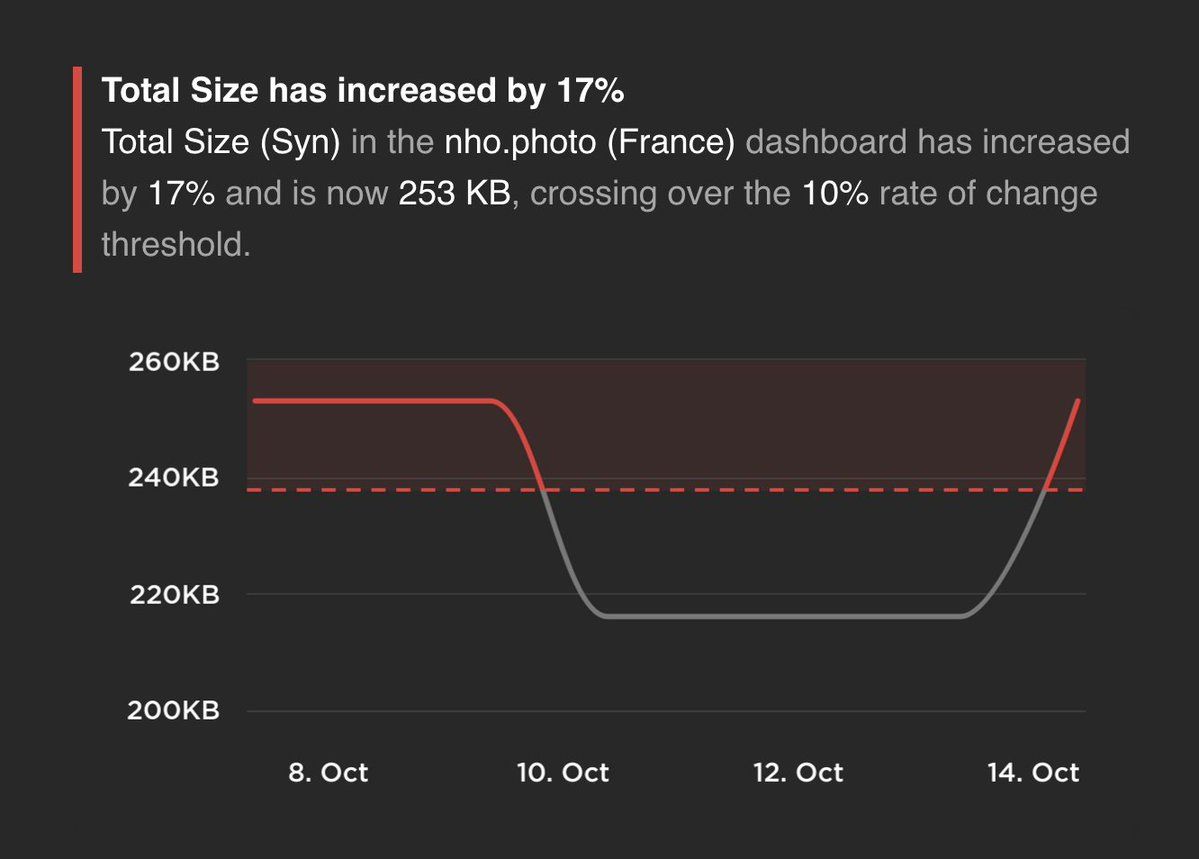 Total Size has increased by 17%
Total Size (Syn) in the nho.photo (France) dashboard has increased
by 17% and is now 253 KB, crossing over the 10% rate of change
threshold.
260KB
240KB
220KB
200KB
8. Oct
10. Oct
12. Oct
14. Oct